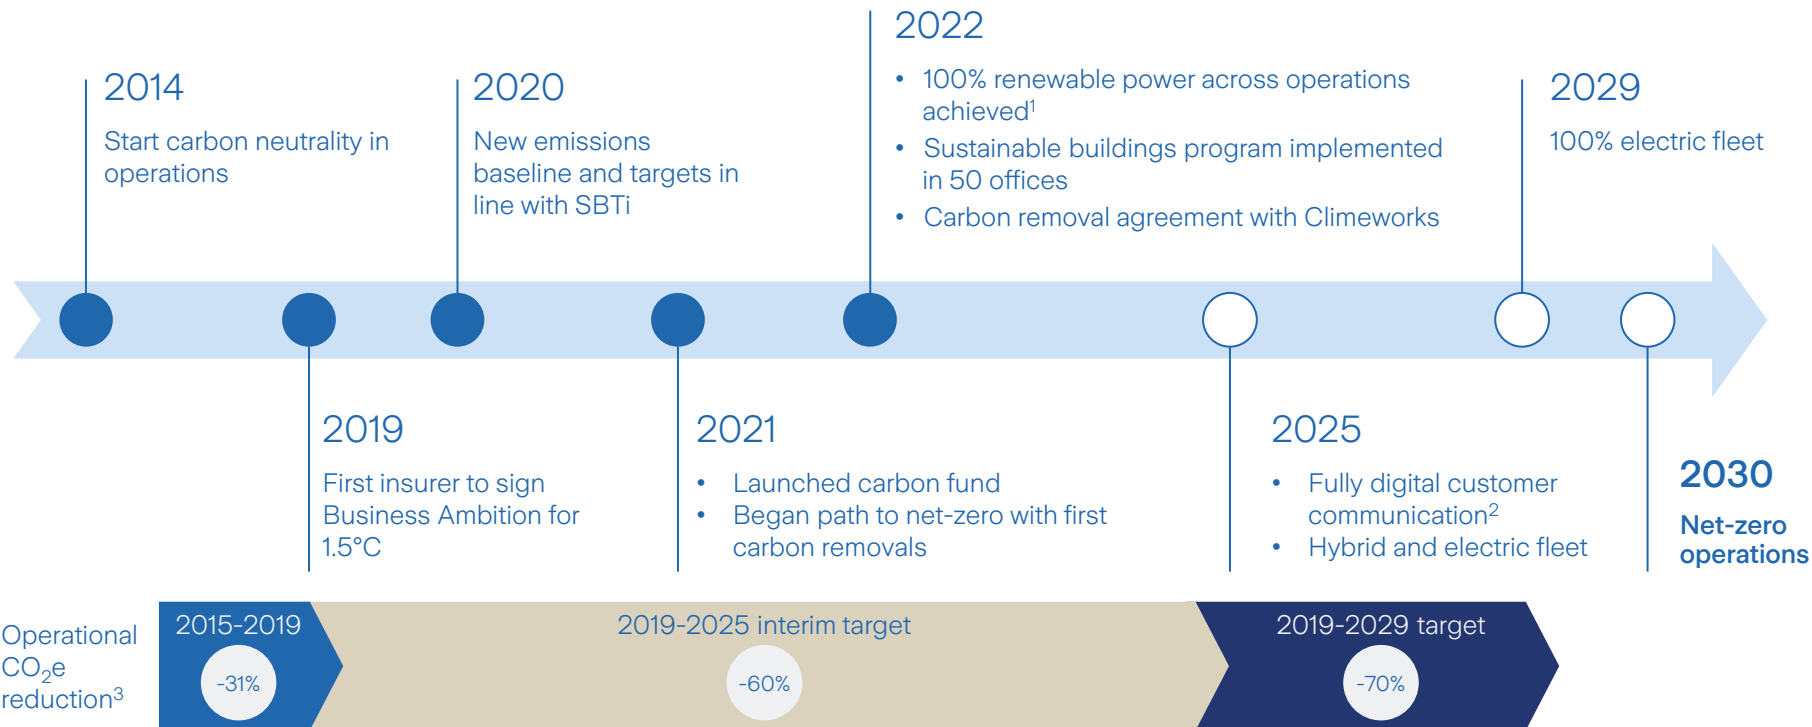 2014
Start carbon neutrality in
operations
2020
New emissions
baseline and targets in
line with SBTi
2022
• 100% renewable power across operations
achieved¹
• Sustainable buildings program implemented
in 50 offices
• Carbon removal agreement with Climeworks
2029
100% electric fleet
2019
First insurer to sign
Business Ambition for
1.5°C
2021
• Launched carbon fund
• Began path to net-zero with first
carbon removals
2025
• Fully digital customer
communication²
• Hybrid and electric fleet
2030
Net-zero
operations
Operational
CO₂e
reduction³
2015-2019
-31%
2019-2025 interim target
-60%
2019-2029 target
-70%